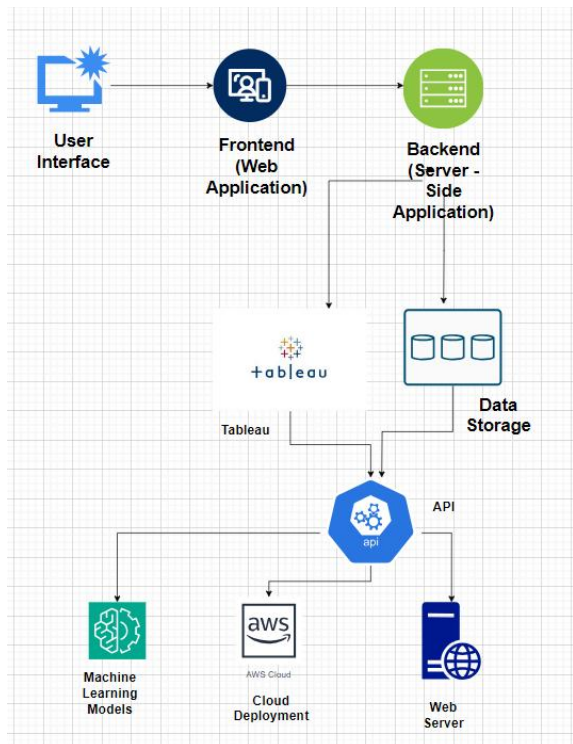 User
Interface
Frontend
(Web
Application)
Backend
(Server -
Side
Application)
+ableau
Tableau
Data
Storage
API
api
aws
AWS Cloud
Machine
Learning
Models
Cloud
Deployment
Web
Server